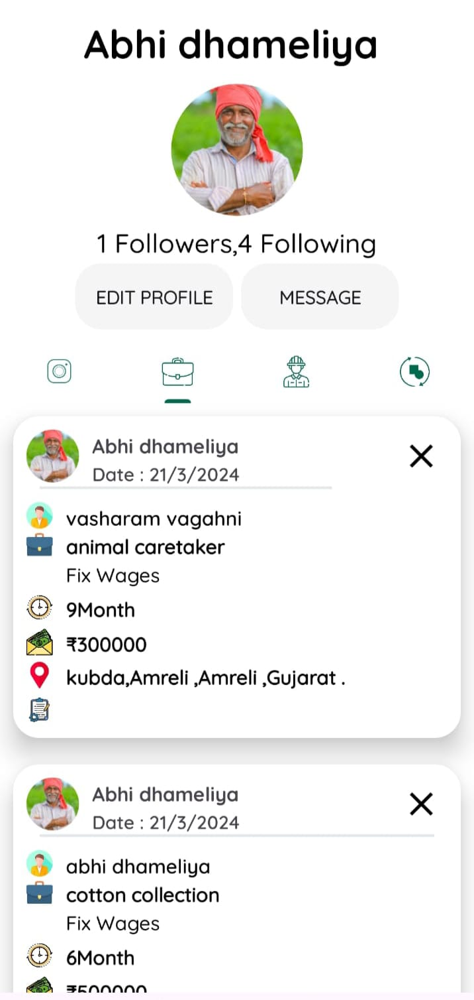 Abhi dhameliya
1 Followers,4 Following
EDIT PROFILE MESSAGE
Abhi dhameliya
Date : 21/3/2024
vasharam vagahni
animal caretaker
Fix Wages
9Month
₹300000
kubda,Amreli ,Amreli ,Gujarat .
Abhi dhameliya
Date : 21/3/2024
abhi dhameliya
cotton collection
Fix Wages
6Month